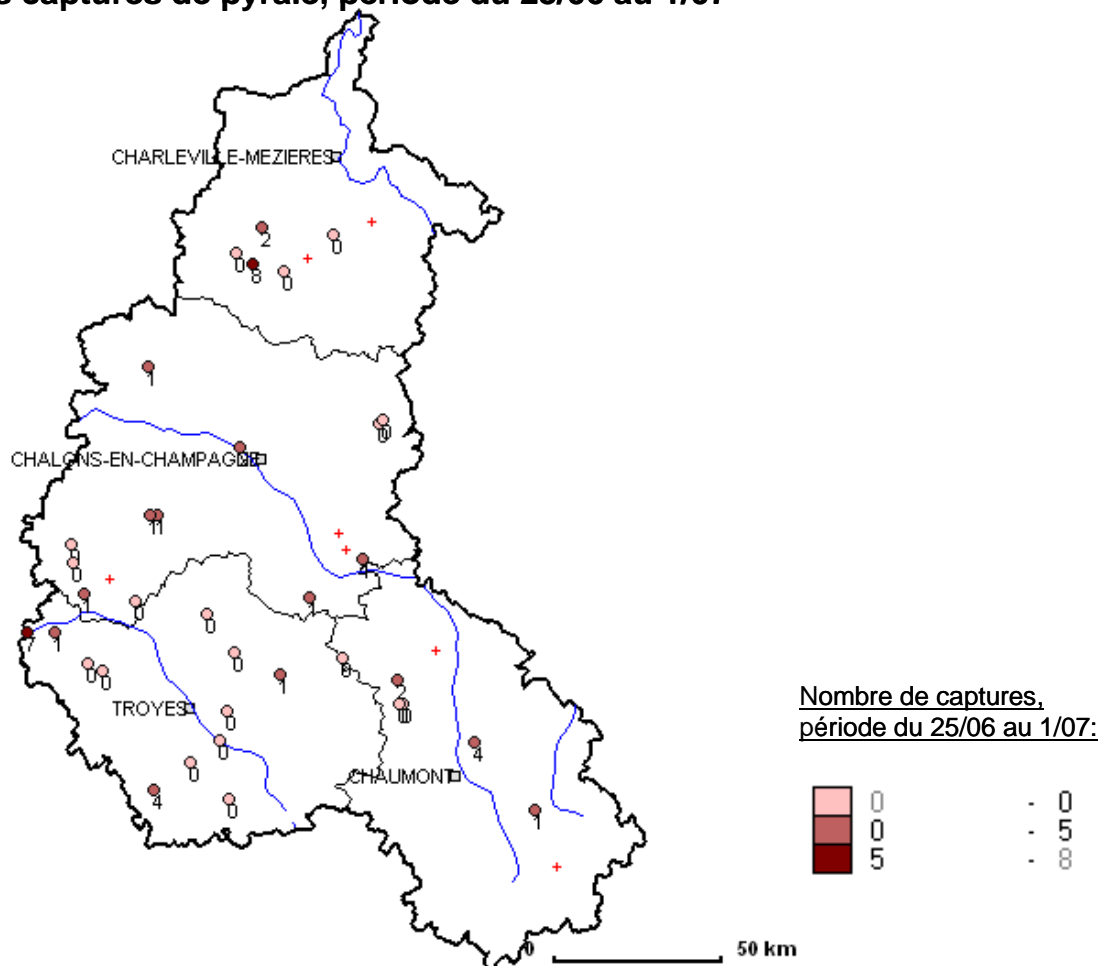 captures de pyrale, période du 25/06 au 1/07
CHARLEVILLE-MEZIERES
2
0
0
8
0
1
0
0
CHALONS-EN-CHAMPAGNE
1
1
0
4
1
0
1
0
7
1
0
0
0
0
1
2
0
TROYES
0
4
0
CHAUMONT
4
0
1
0
50 km
Nombre de captures,
période du 25/06 au 1/07:
0 - 0
0 - 5
5 - 8